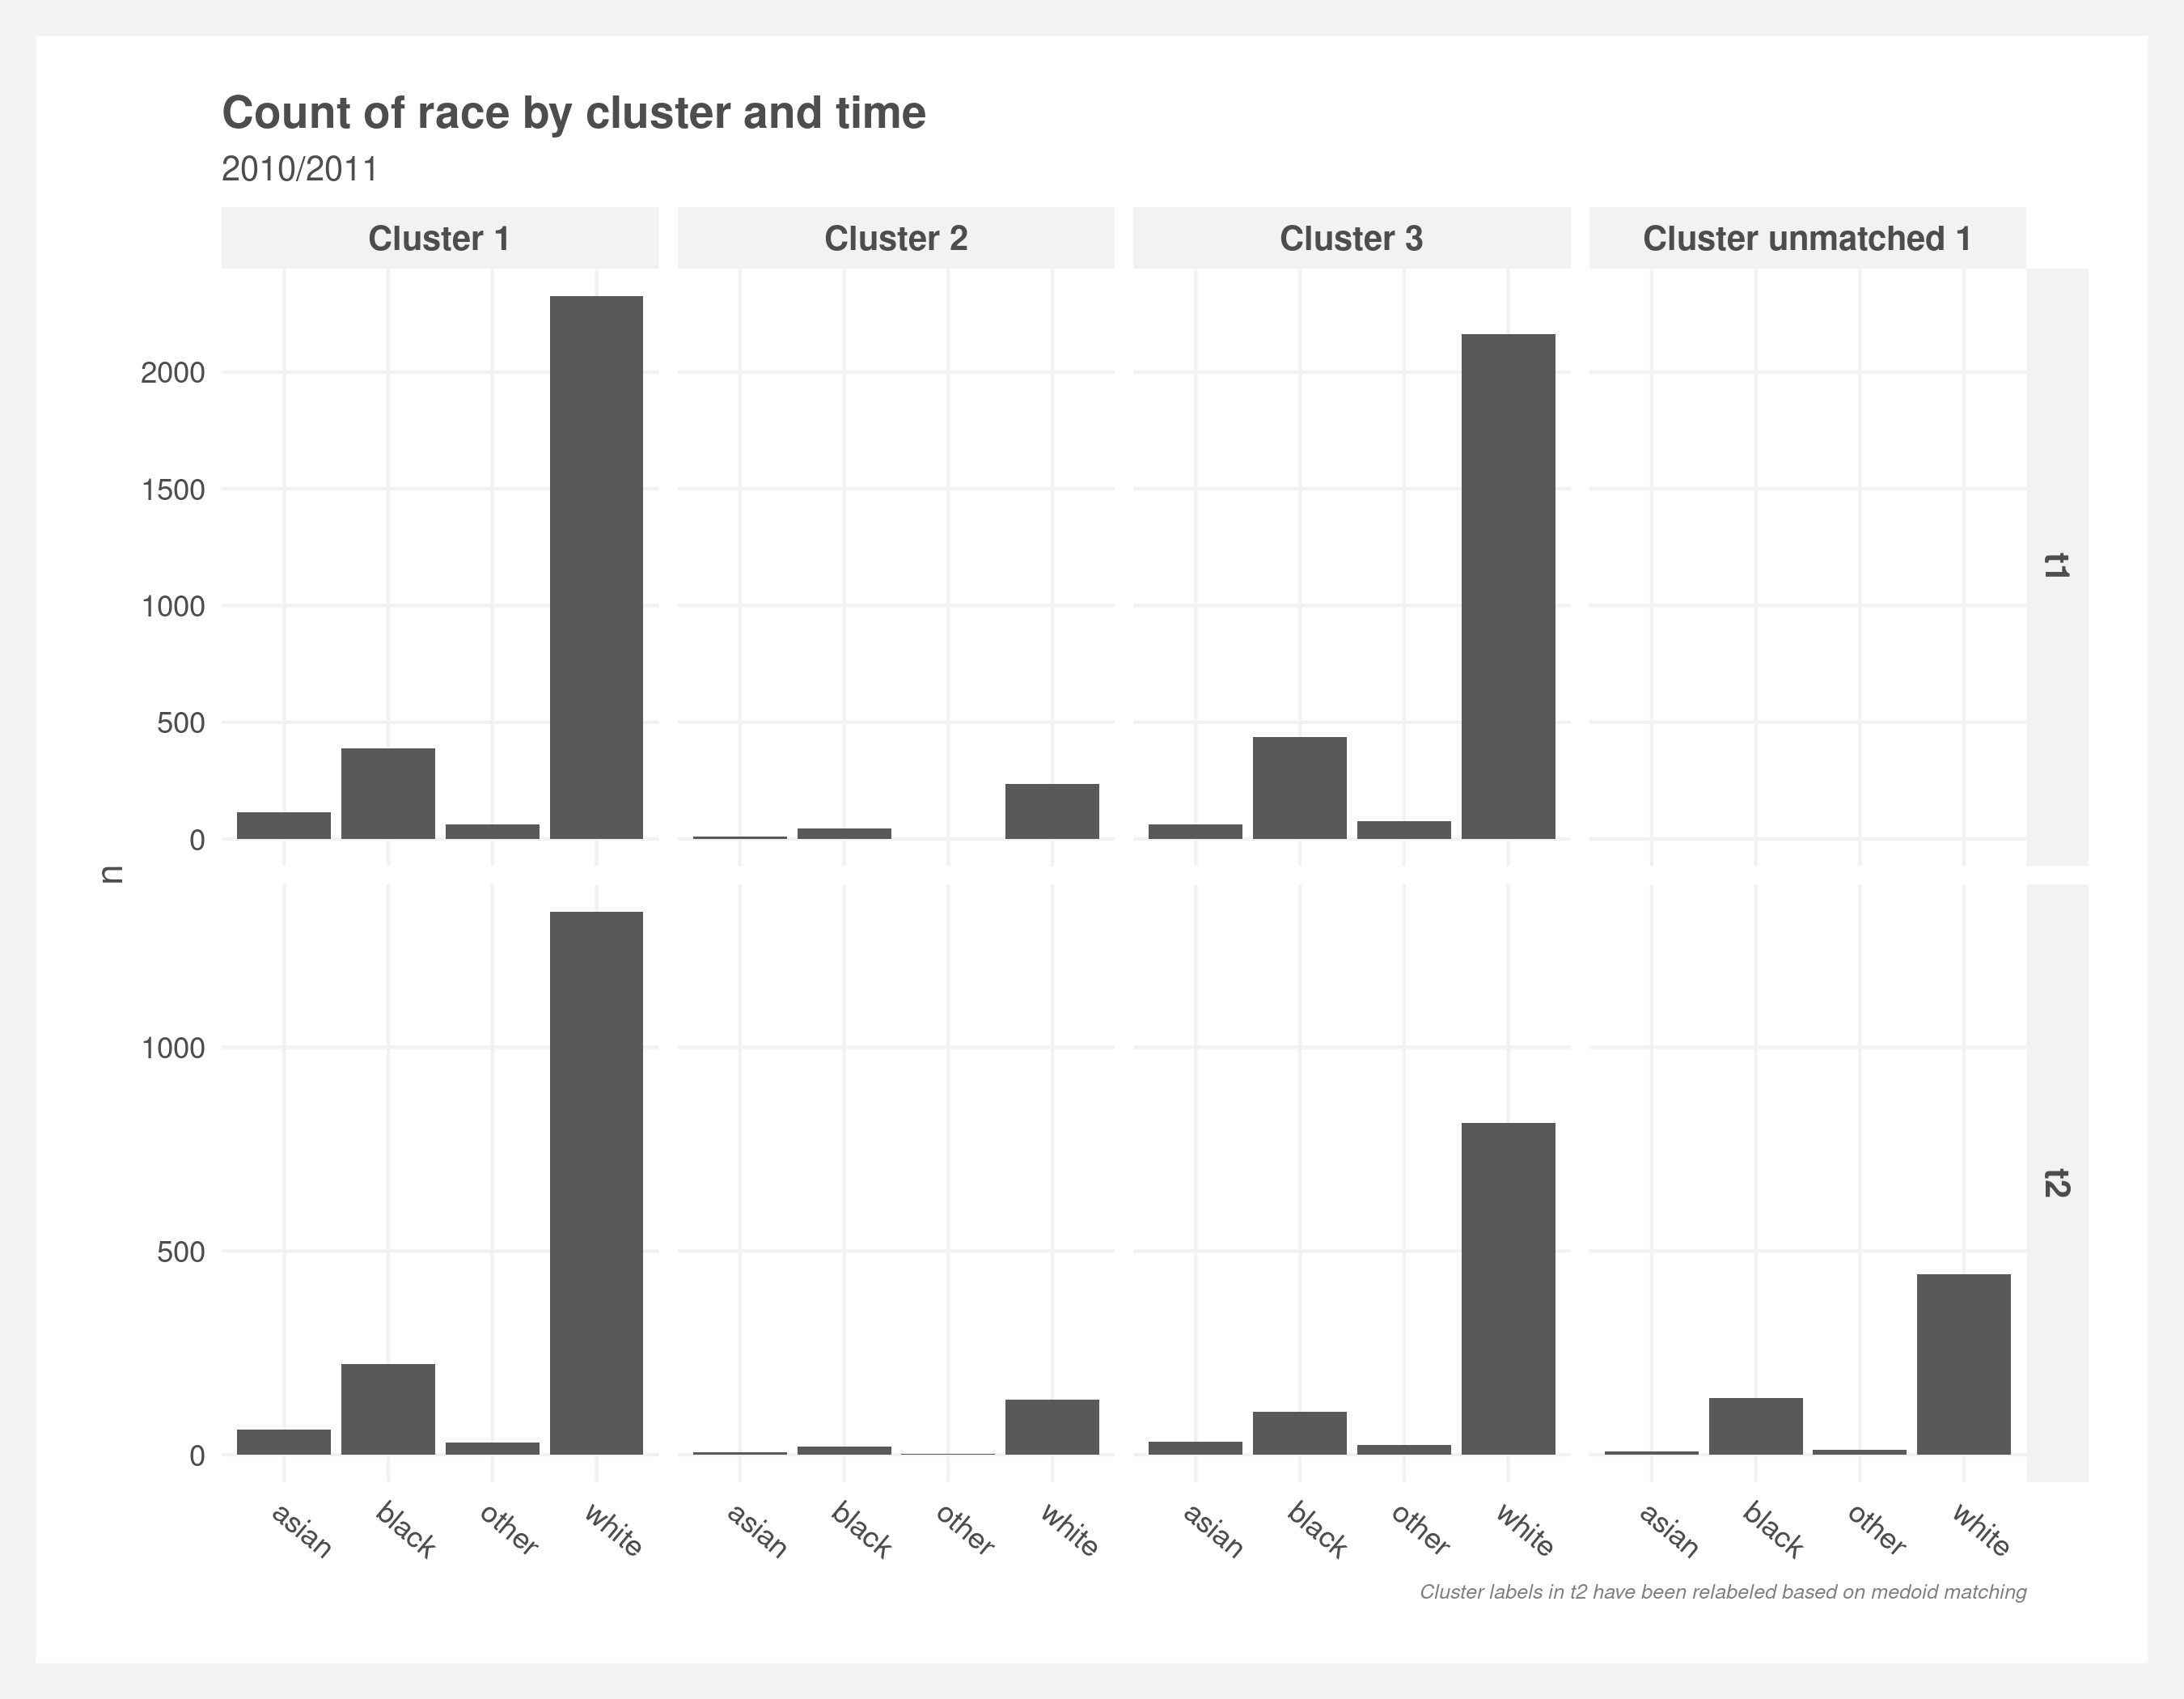 Count of race by cluster and time
2010/2011
Cluster 1 Cluster 2 Cluster 3 Cluster unmatched 1
2000
1500
1000
500
0
t1
n
1000
500
0
t2
asian black other white asian black other white asian black other white asian black other white
Cluster labels in t2 have been relabeled based on medoid matching